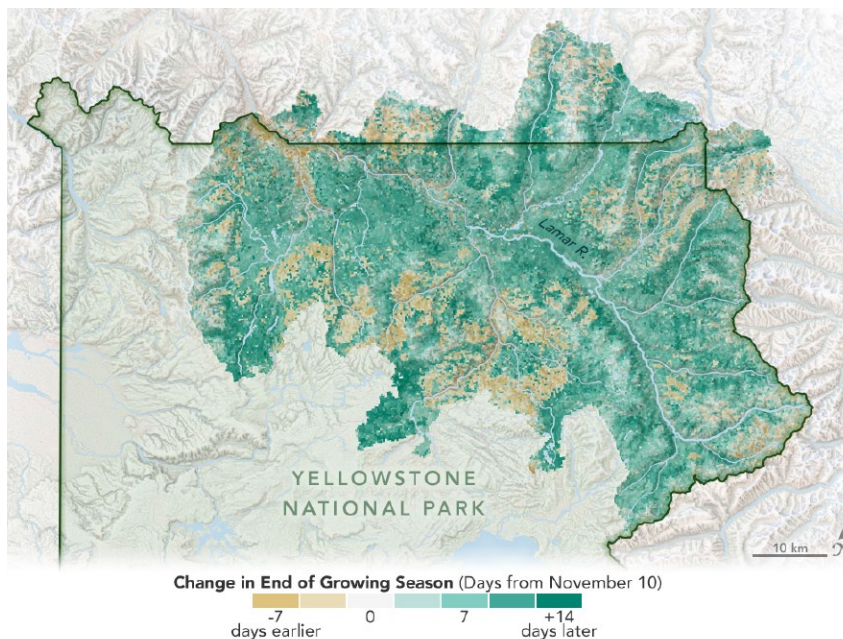 Lamar R.
YELLOWSTONE
NATIONAL PARK
10 km
Change in End of Growing Season (Days from November 10)
-7 0 7 +14
days earlier days later